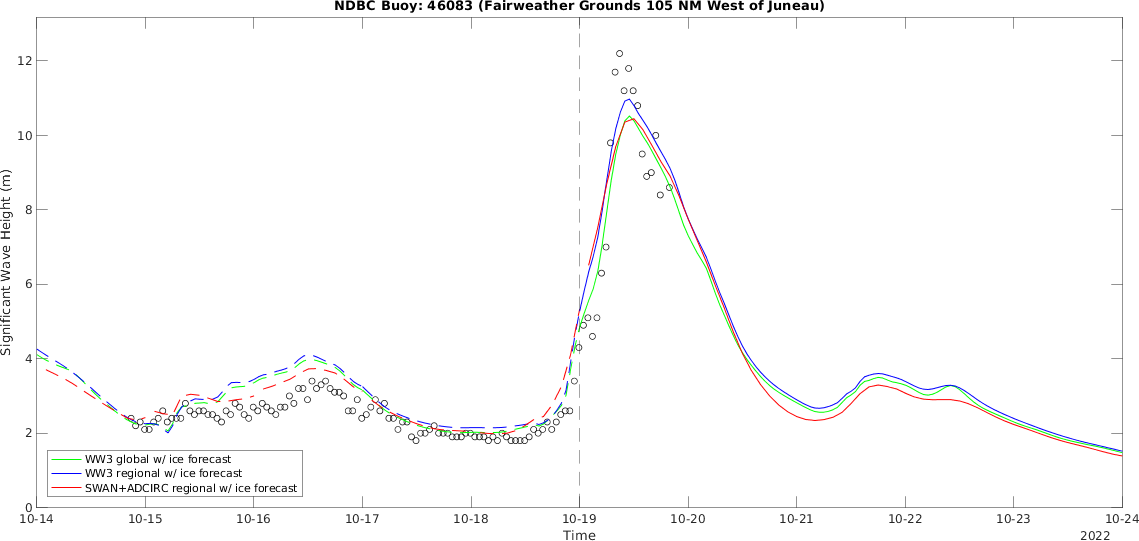 NDBC Buoy: 46083 (Fairweather Grounds 105 NM West of Juneau)
Significant Wave Height (m)
12
10
8
6
4
2
0
WW3 global w/ ice forecast
WW3 regional w/ ice forecast
SWAN+ADCIRC regional w/ ice forecast
10-14 10-15 10-16 10-17 10-18 10-19 10-20 10-21 10-22 10-23 10-24
Time
2022